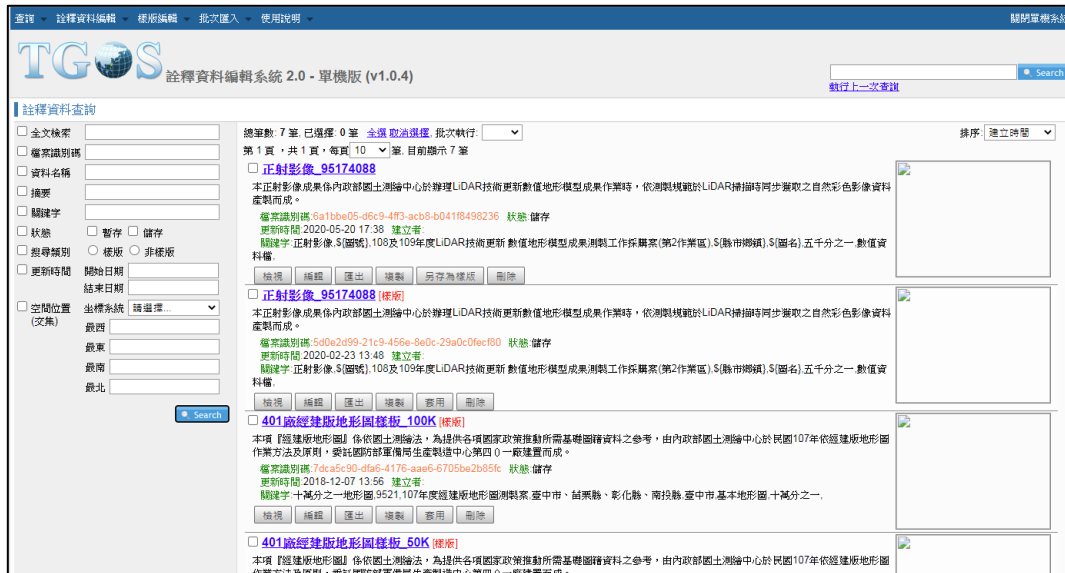 查詢 詮釋資料編輯 樣版編輯 批次匯入 使用說明 關閉單機系統
TGOS 詮釋資料編輯系統 2.0 - 單機版 (v1.0.4)
Search
執行上一次查詢
詮釋資料查詢
全文檢索
檔案識別碼
資料名稱
摘要
關鍵字
狀態 暫存 儲存
搜尋類別 樣版 非樣版
更新時間 開始日期
結束日期
空間位置 坐標系統 請選擇...
(交集) 最西
最東
最南
最北
Search
總筆數: 7 筆, 已選擇: 0 筆 全選 取消選擇, 批次執行:
排序: 建立時間
第 1 頁 ，共 1 頁，每頁 10 筆, 目前顯示 7 筆
正射影像_95174088
本正射影像成果係內政部國土測繪中心於辦理LiDAR技術更新數值地形模型成果作業時，依測製規範於LiDAR掃描時同步獲取之自然彩色影像資料
產製而成。
檔案識別碼:6a1bbe05-d6c9-4ff3-acb8-b041f8498236 狀態:儲存
更新時間:2020-05-20 17:38 建立者:
關鍵字:正射影像,${圖號},108及109年度LiDAR技術更新 數值地形模型成果測製工作採購案(第2作業區),${縣市鄉鎮},${圖名},五千分之一,數值資
料檔,
檢視 編輯 匯出 複製 另存為樣版 刪除
正射影像_95174088 [樣版]
本正射影像成果係內政部國土測繪中心於辦理LiDAR技術更新數值地形模型成果作業時，依測製規範於LiDAR掃描時同步獲取之自然彩色影像資料
產製而成。
檔案識別碼:5d0e2d99-21c9-456e-8e0c-29a0c0fecf80 狀態:儲存
更新時間:2020-02-23 13:48 建立者:
關鍵字:正射影像,${圖號},108及109年度LiDAR技術更新 數值地形模型成果測製工作採購案(第2作業區),${縣市鄉鎮},${圖名},五千分之一,數值資
料檔,
檢視 編輯 匯出 複製 套用 刪除
401廠經建版地形圖樣板_100K [樣版]
本項『經建版地形圖』係依國土測繪法，為提供各項國家政策推動所需基礎圖籍資料之參考，由內政部國土測繪中心於民國107年依經建版地形圖
作業方法及原則，委託國防部軍備局生產製造中心第四０一廠建置而成。
檔案識別碼:7dca5c90-dfa6-4176-aae6-6705be2b85fc 狀態:儲存
更新時間:2018-12-07 13:56 建立者:
關鍵字:十萬分之一地形圖,9521,107年度經建版地形圖測製案,臺中市、苗栗縣、彰化縣、南投縣,臺中市,基本地形圖,十萬分之一,
檢視 編輯 匯出 複製 套用 刪除
401廠經建版地形圖樣板_50K [樣版]
本項『經建版地形圖』係依國土測繪法，為提供各項國家政策推動所需基礎圖籍資料之參考，由內政部國土測繪中心於民國107年依經建版地形圖